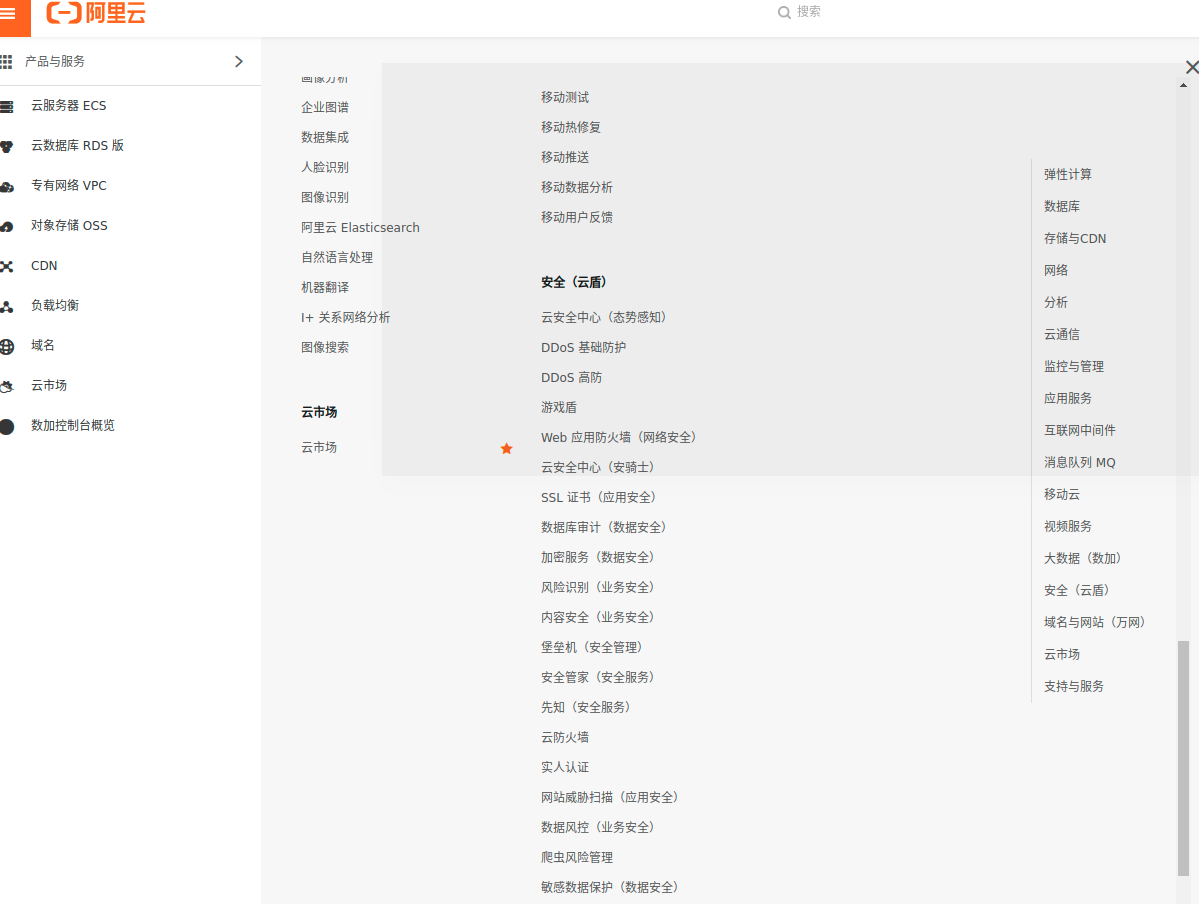 阿里云
搜索
产品与服务
云服务器 ECS
云数据库 RDS 版
专有网络 VPC
对象存储 OSS
CDN
负载均衡
域名
云市场
数加控制台概览
画像分析
企业图谱
数据集成
人脸识别
图像识别
阿里云 Elasticsearch
自然语言处理
机器翻译
I+ 关系网络分析
图像搜索
云市场
云市场
移动测试
移动热修复
移动推送
移动数据分析
移动用户反馈
安全（云盾）
云安全中心（态势感知）
DDoS 基础防护
DDoS 高防
游戏盾
Web 应用防火墙（网络安全）
云安全中心（安骑士）
SSL 证书（应用安全）
数据库审计（数据安全）
加密服务（数据安全）
风险识别（业务安全）
内容安全（业务安全）
堡垒机（安全管理）
安全管家（安全服务）
先知（安全服务）
云防火墙
实人认证
网站威胁扫描（应用安全）
数据风控（业务安全）
爬虫风险管理
敏感数据保护（数据安全）
弹性计算
数据库
存储与CDN
网络
分析
云通信
监控与管理
应用服务
互联网中间件
消息队列 MQ
移动云
视频服务
大数据（数加）
安全（云盾）
域名与网站（万网）
云市场
支持与服务